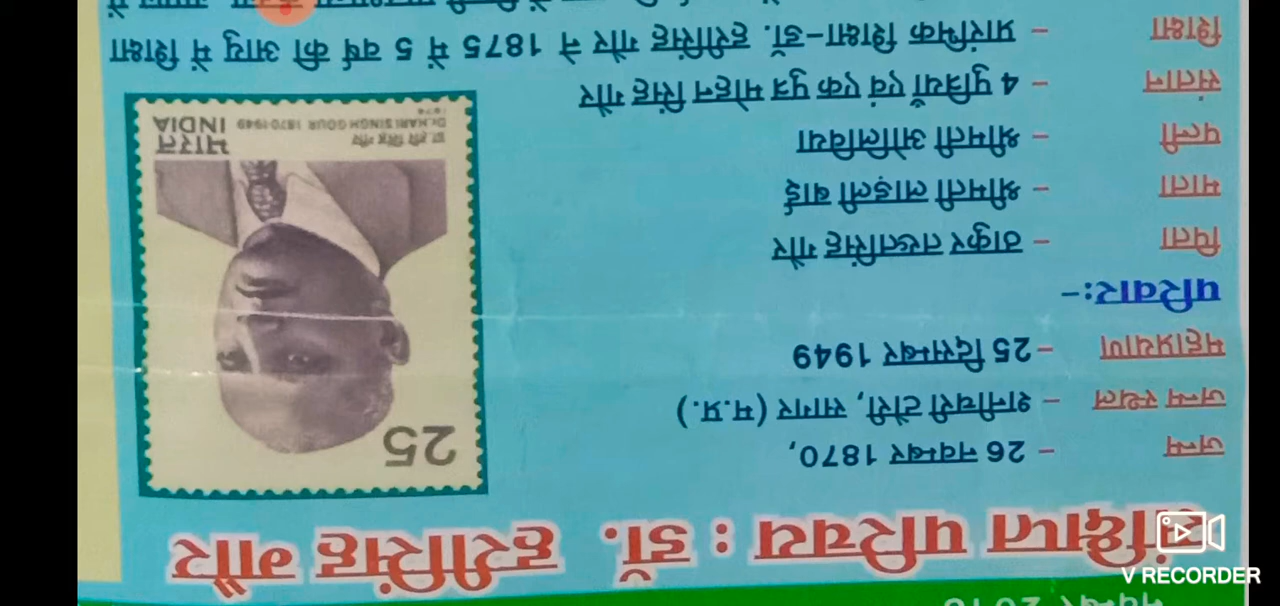 संक्षिप्त परिचय : डॉ. हरीसिंह गौर
जन्म - 26 नवम्बर 1870,
जन्म स्थल - शनीचरी टोरी, सागर (म.प्र.)
महाप्रयाण - 25 दिसम्बर 1949
परिवार:-
पिता - ठाकुर तख्तसिंह गौर
माता - श्रीमती लाड़ली बाई
पत्नी - श्रीमती ओलिविया
संतान - 4 पुत्रियाँ एवं एक पुत्र मोहन सिंह गौर
शिक्षा - प्रारंभिक शिक्षा-डॉ. हरीसिंह गौर ने 1875 में 5 वर्ष की आयु में शिक्षा
25
डा. हरि सिंह गौर भारत
Dr. HARI SINGH GOUR 1870-1949 INDIA
V RECORDER